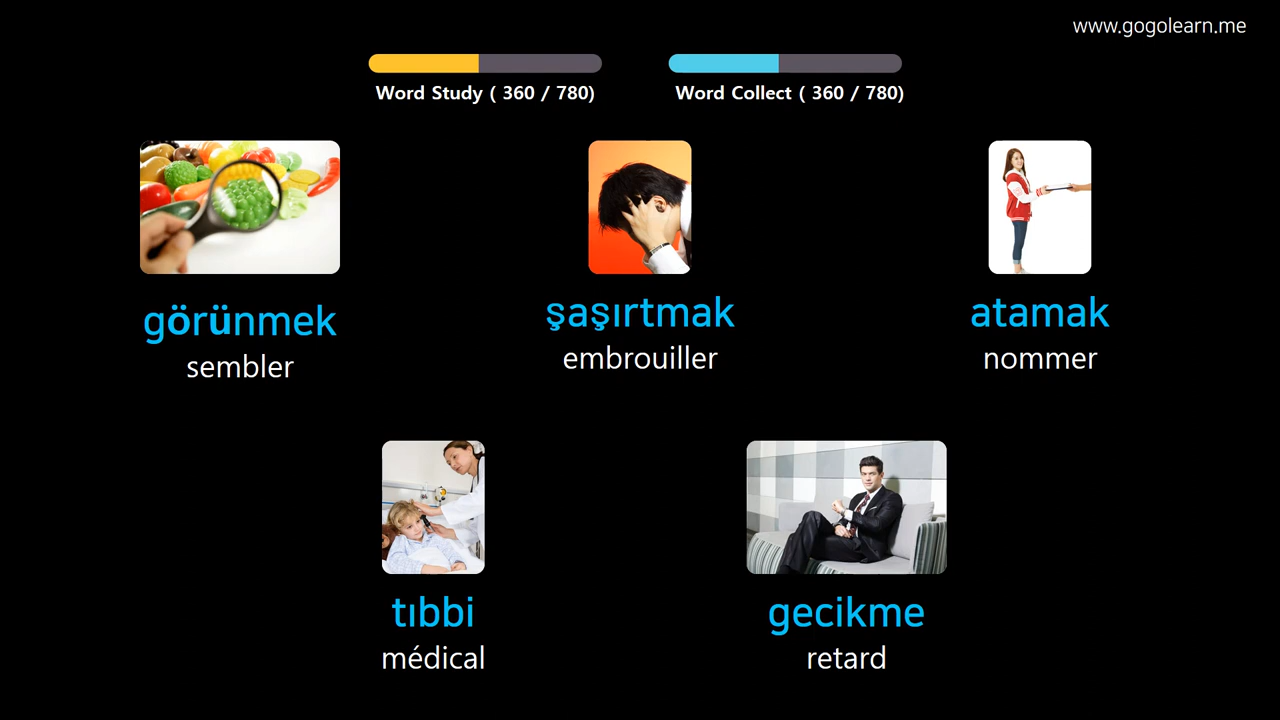 www.gogolearn.me
Word Study ( 360 / 780)
Word Collect ( 360 / 780)
görünmek
sembler
şaşırtmak
embrouiller
atamak
nommer
tıbbi
médical
gecikme
retard